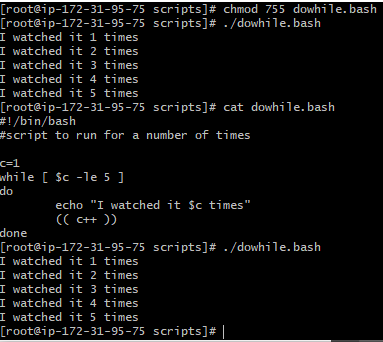 [root@ip-172-31-95-75 scripts]# chmod 755 dowhile.bash
[root@ip-172-31-95-75 scripts]# ./dowhile.bash
I watched it 1 times
I watched it 2 times
I watched it 3 times
I watched it 4 times
I watched it 5 times
[root@ip-172-31-95-75 scripts]# cat dowhile.bash
#!/bin/bash
#script to run for a number of times

c=1
while [ $c -le 5 ]
do
        echo "I watched it $c times"
        (( c++ ))
done
[root@ip-172-31-95-75 scripts]# ./dowhile.bash
I watched it 1 times
I watched it 2 times
I watched it 3 times
I watched it 4 times
I watched it 5 times
[root@ip-172-31-95-75 scripts]#